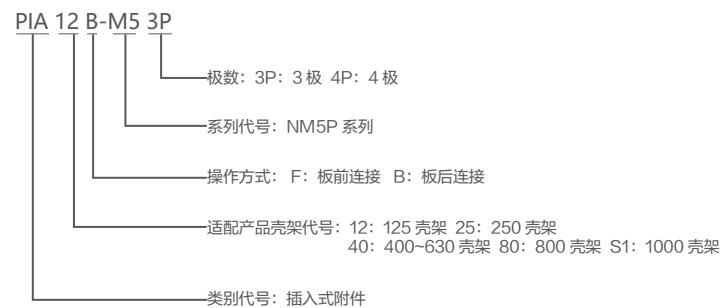 PIA 12 B-M5 3P
极数：3P：3 极 4P：4 极
系列代号：NM5P 系列
操作方式： F：板前连接 B：板后连接
适配产品壳架代号：12：125 壳架 25：250 壳架
40：400~630 壳架 80：800 壳架 S1：1000 壳架
类别代号：插入式附件